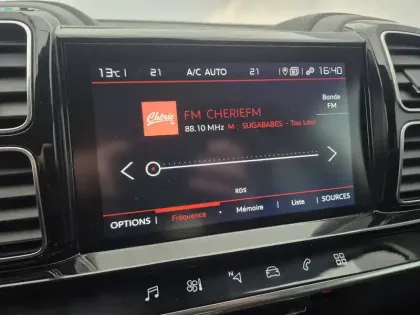 13°C 21 A/C AUTO 21 16:40
Chérie FM
FM CHERIEFM
Bande
FM
88.10 MHz M : SUGABABES - Too Lost
RDS
OPTIONS Fréquence Mémoire Liste SOURCES
N